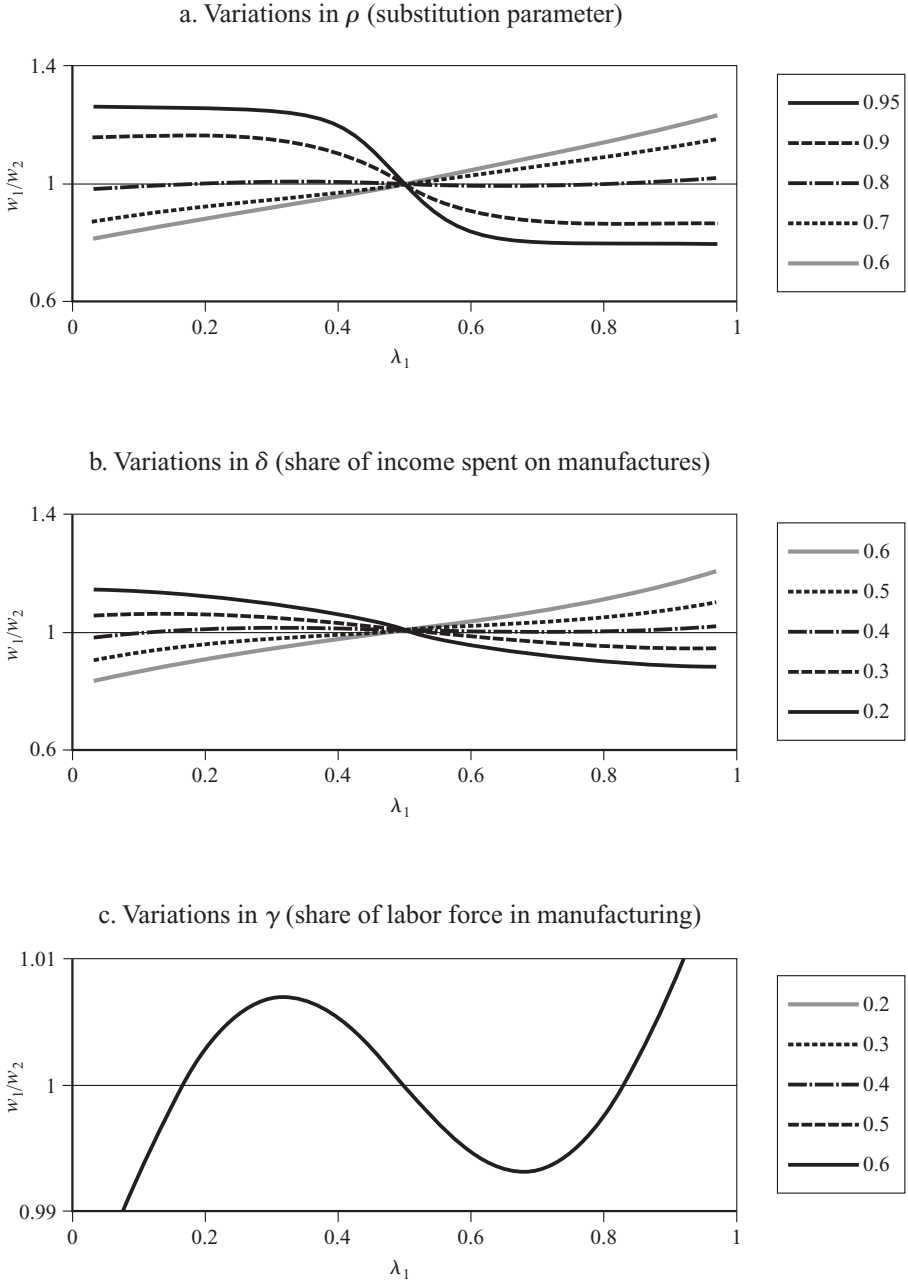 a. Variations in ρ (substitution parameter)
1.4
1
0.6
w₁/w₂
0 0.2 0.4 0.6 0.8 1
λ₁
0.95
0.9
0.8
0.7
0.6
b. Variations in δ (share of income spent on manufactures)
1.4
1
0.6
w₁/w₂
0 0.2 0.4 0.6 0.8 1
λ₁
0.6
0.5
0.4
0.3
0.2
c. Variations in γ (share of labor force in manufacturing)
1.01
1
0.99
w₁/w₂
0 0.2 0.4 0.6 0.8 1
λ₁
0.2
0.3
0.4
0.5
0.6